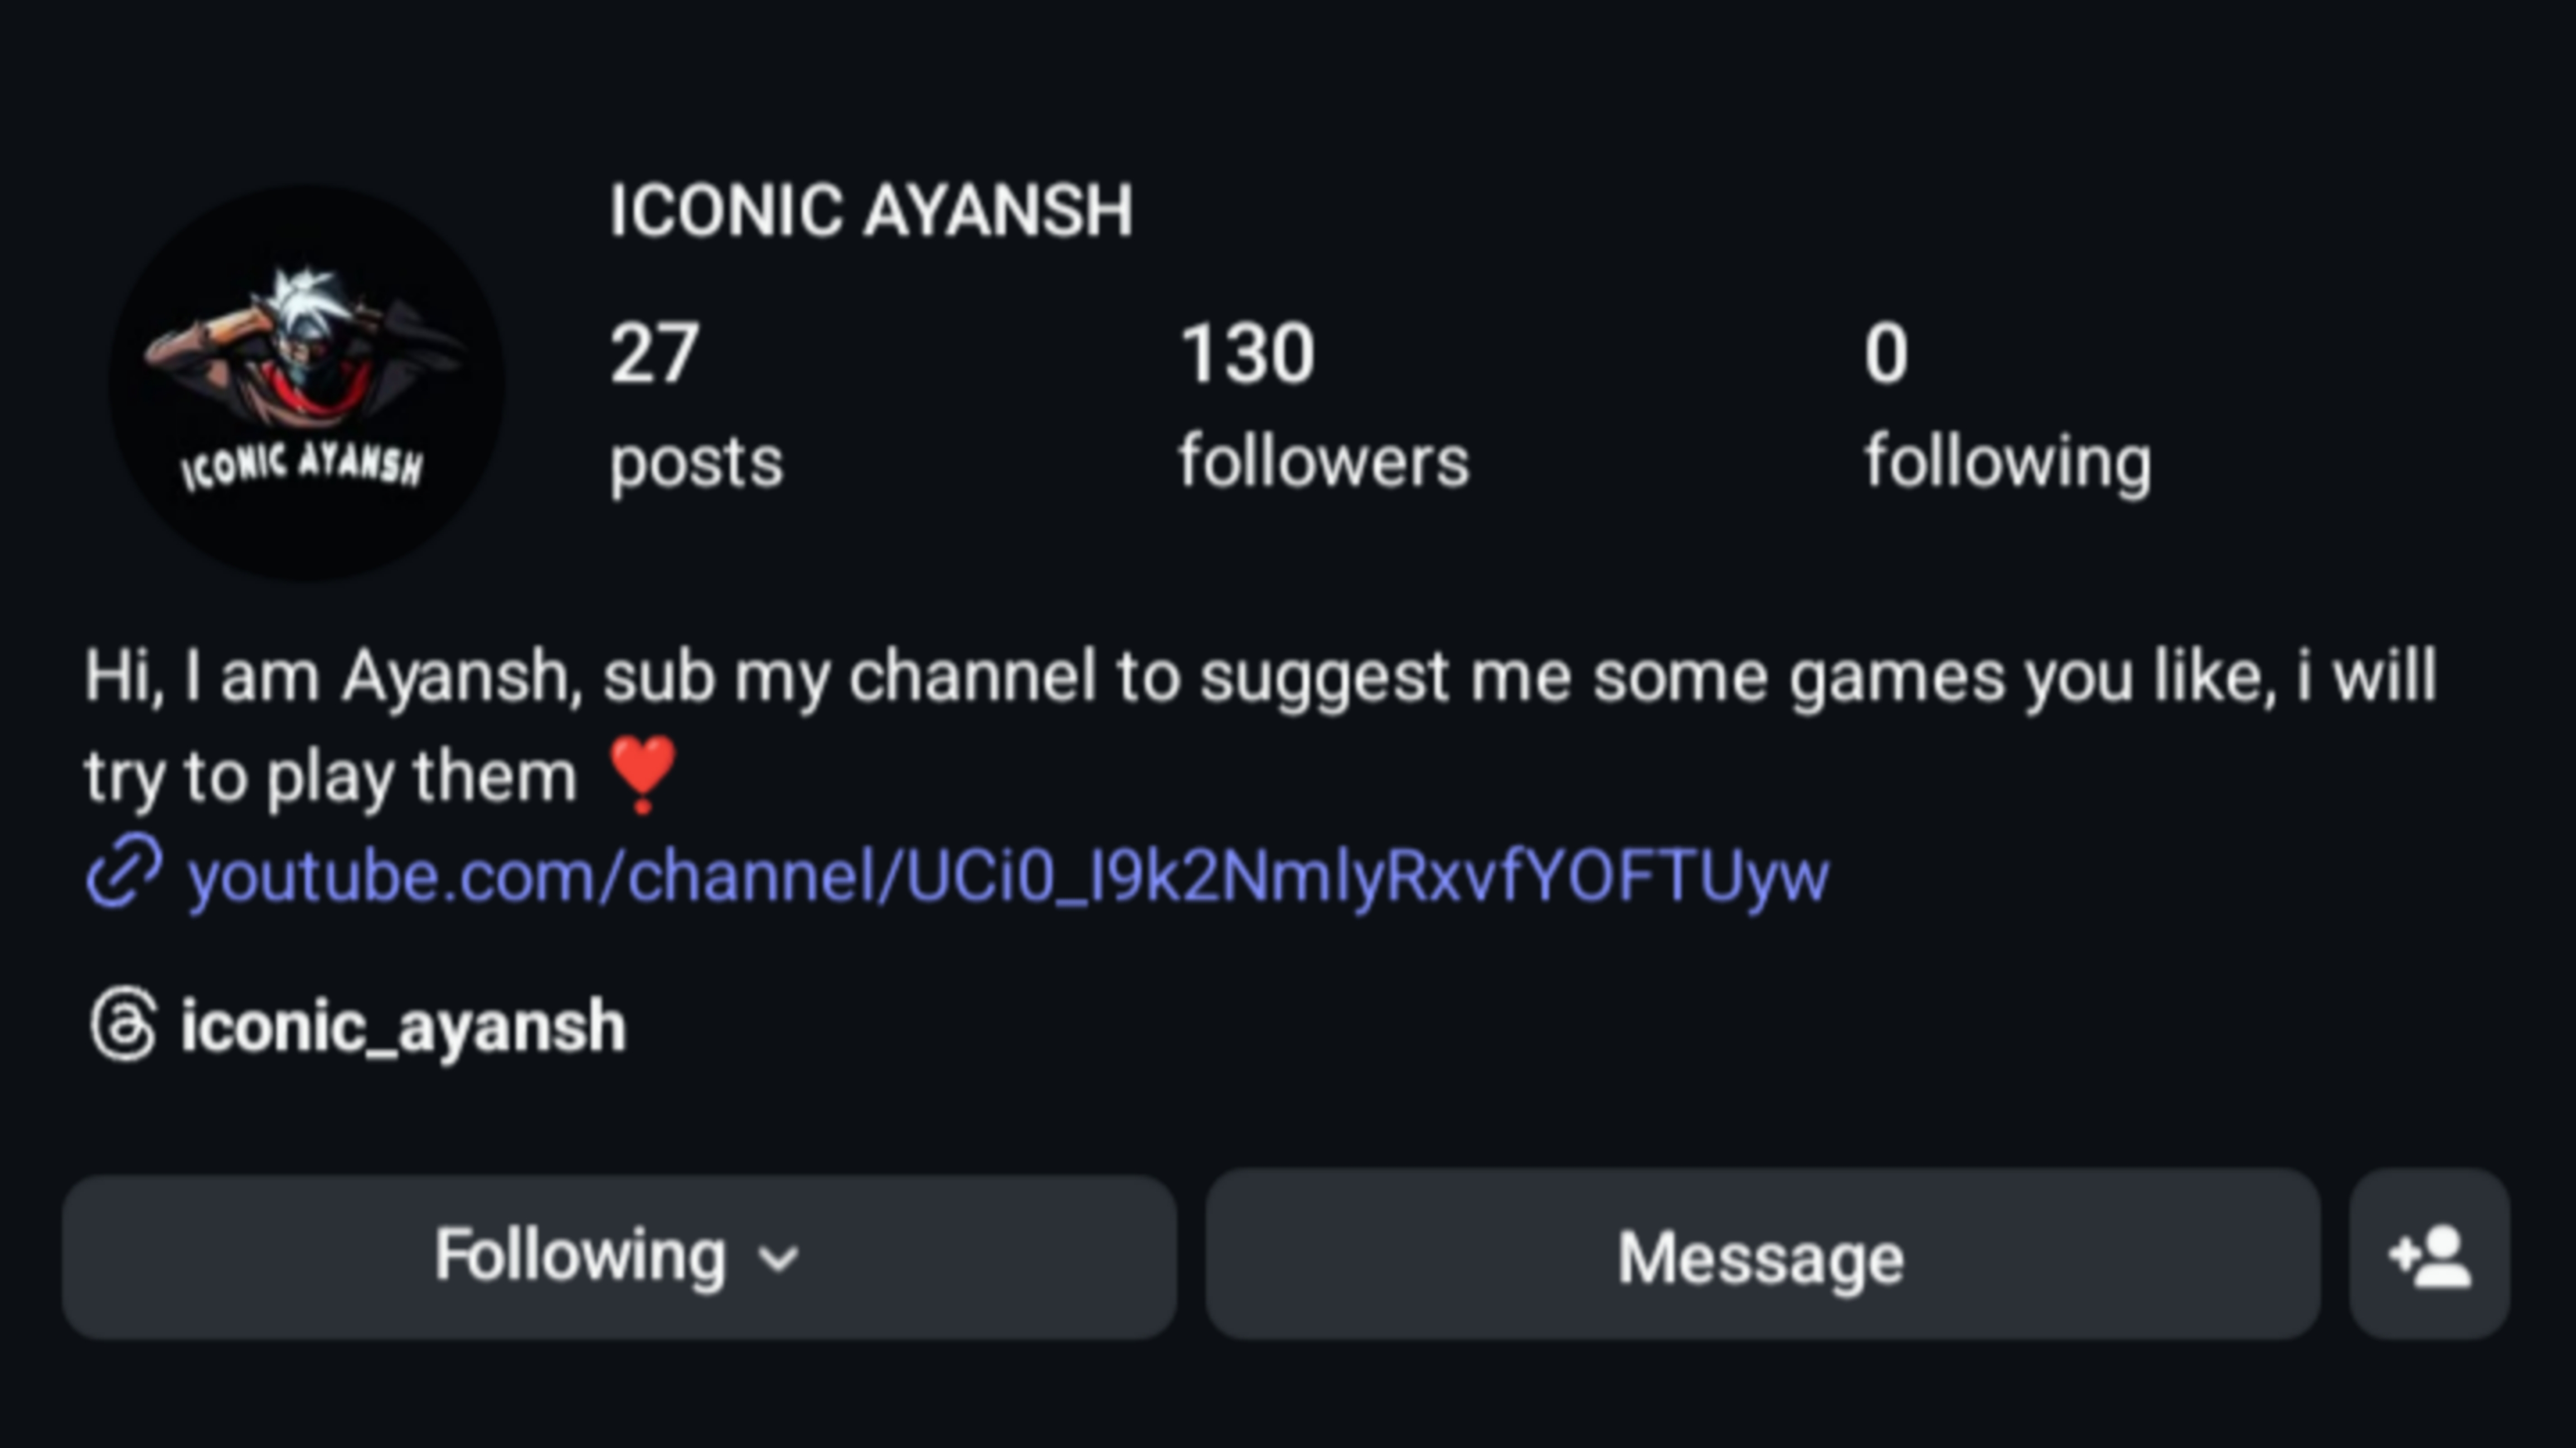 ICONIC AYANSH
27
130
0
posts
followers
following
ICONIC AYANSH
Hi, I am Ayansh, sub my channel to suggest me some games you like, i will
try to play them ❣️
youtube.com/channel/UCi0_I9k2NmlyRxvfYOFTUyw
iconic_ayansh
Following
Message